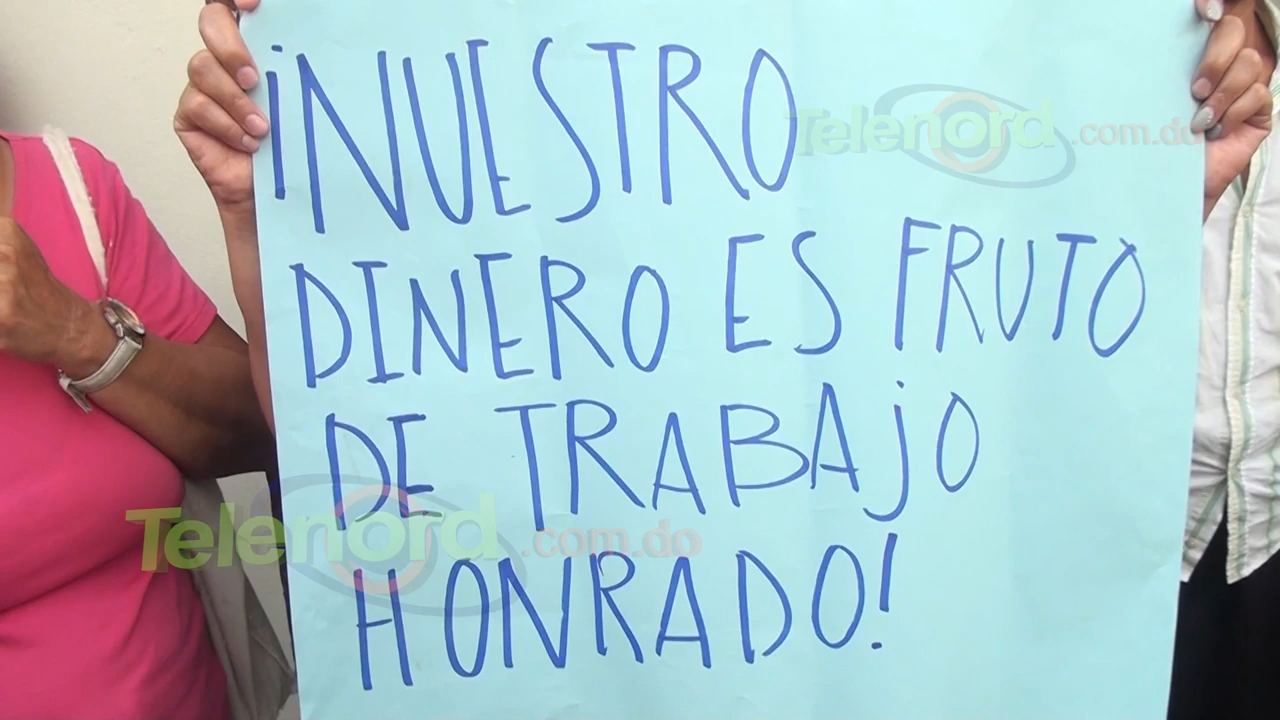 ¡NUESTRO
Telenord.com.do
DINERO ES FRUTO
DE TRABAJO
Telenord.com.do
HONRADO!